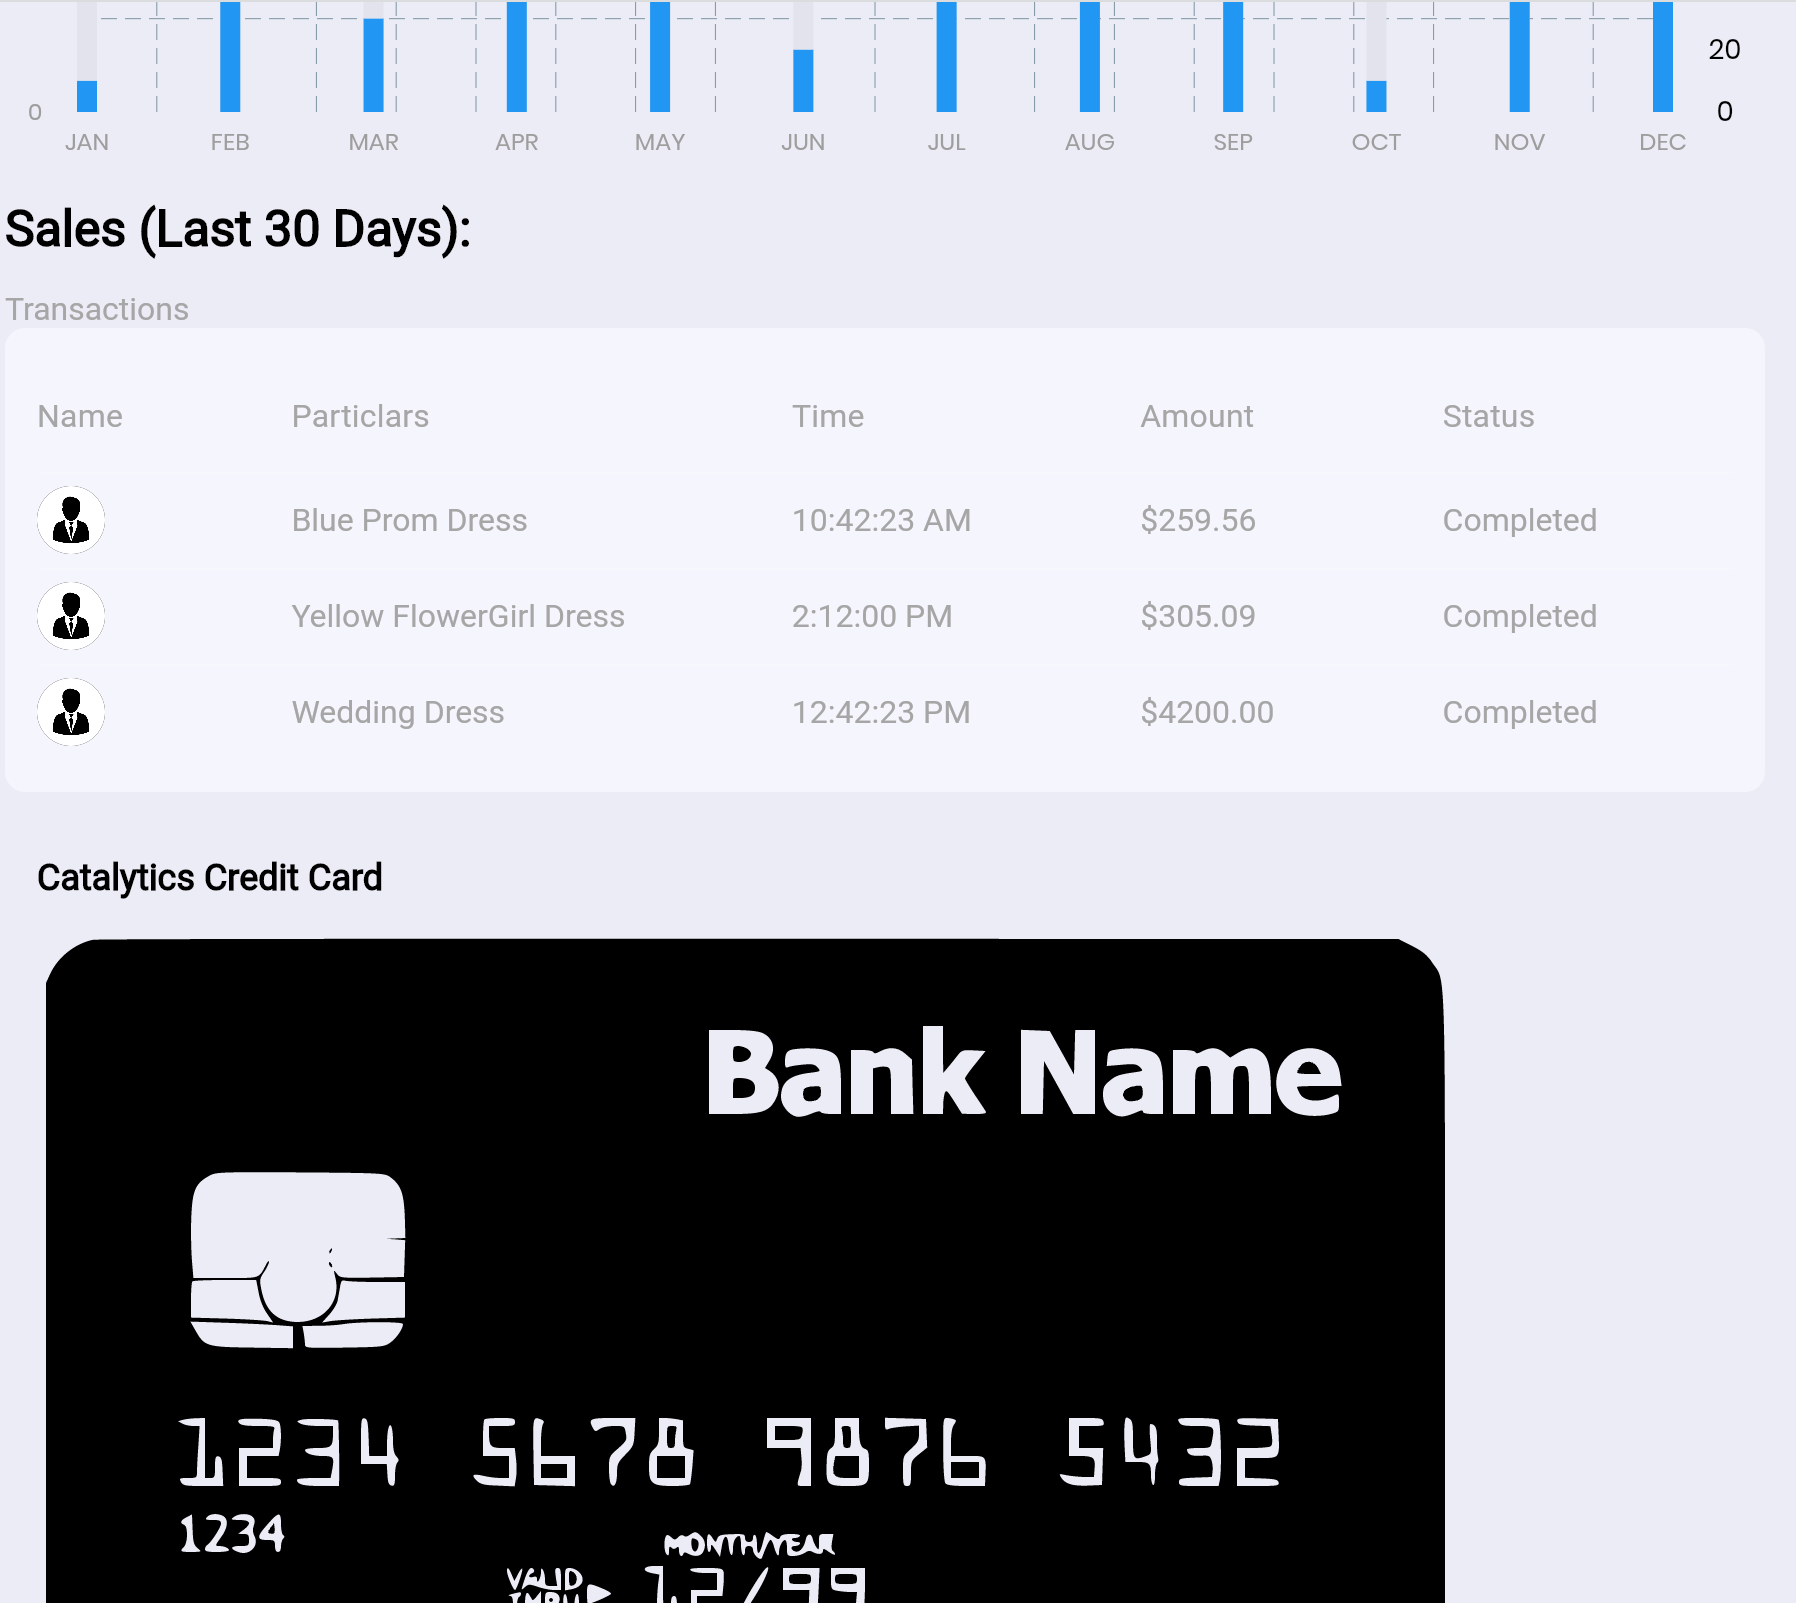 20
0 0
JAN FEB MAR APR MAY JUN JUL AUG SEP OCT NOV DEC
Sales (Last 30 Days):
Transactions
Name Particlars Time Amount Status
Blue Prom Dress 10:42:23 AM $259.56 Completed
Yellow FlowerGirl Dress 2:12:00 PM $305.09 Completed
Wedding Dress 12:42:23 PM $4200.00 Completed
Catalytics Credit Card
Bank Name
1234 5678 9876 5432
1234
MONTH/YEAR
VALID 12/99
THRU